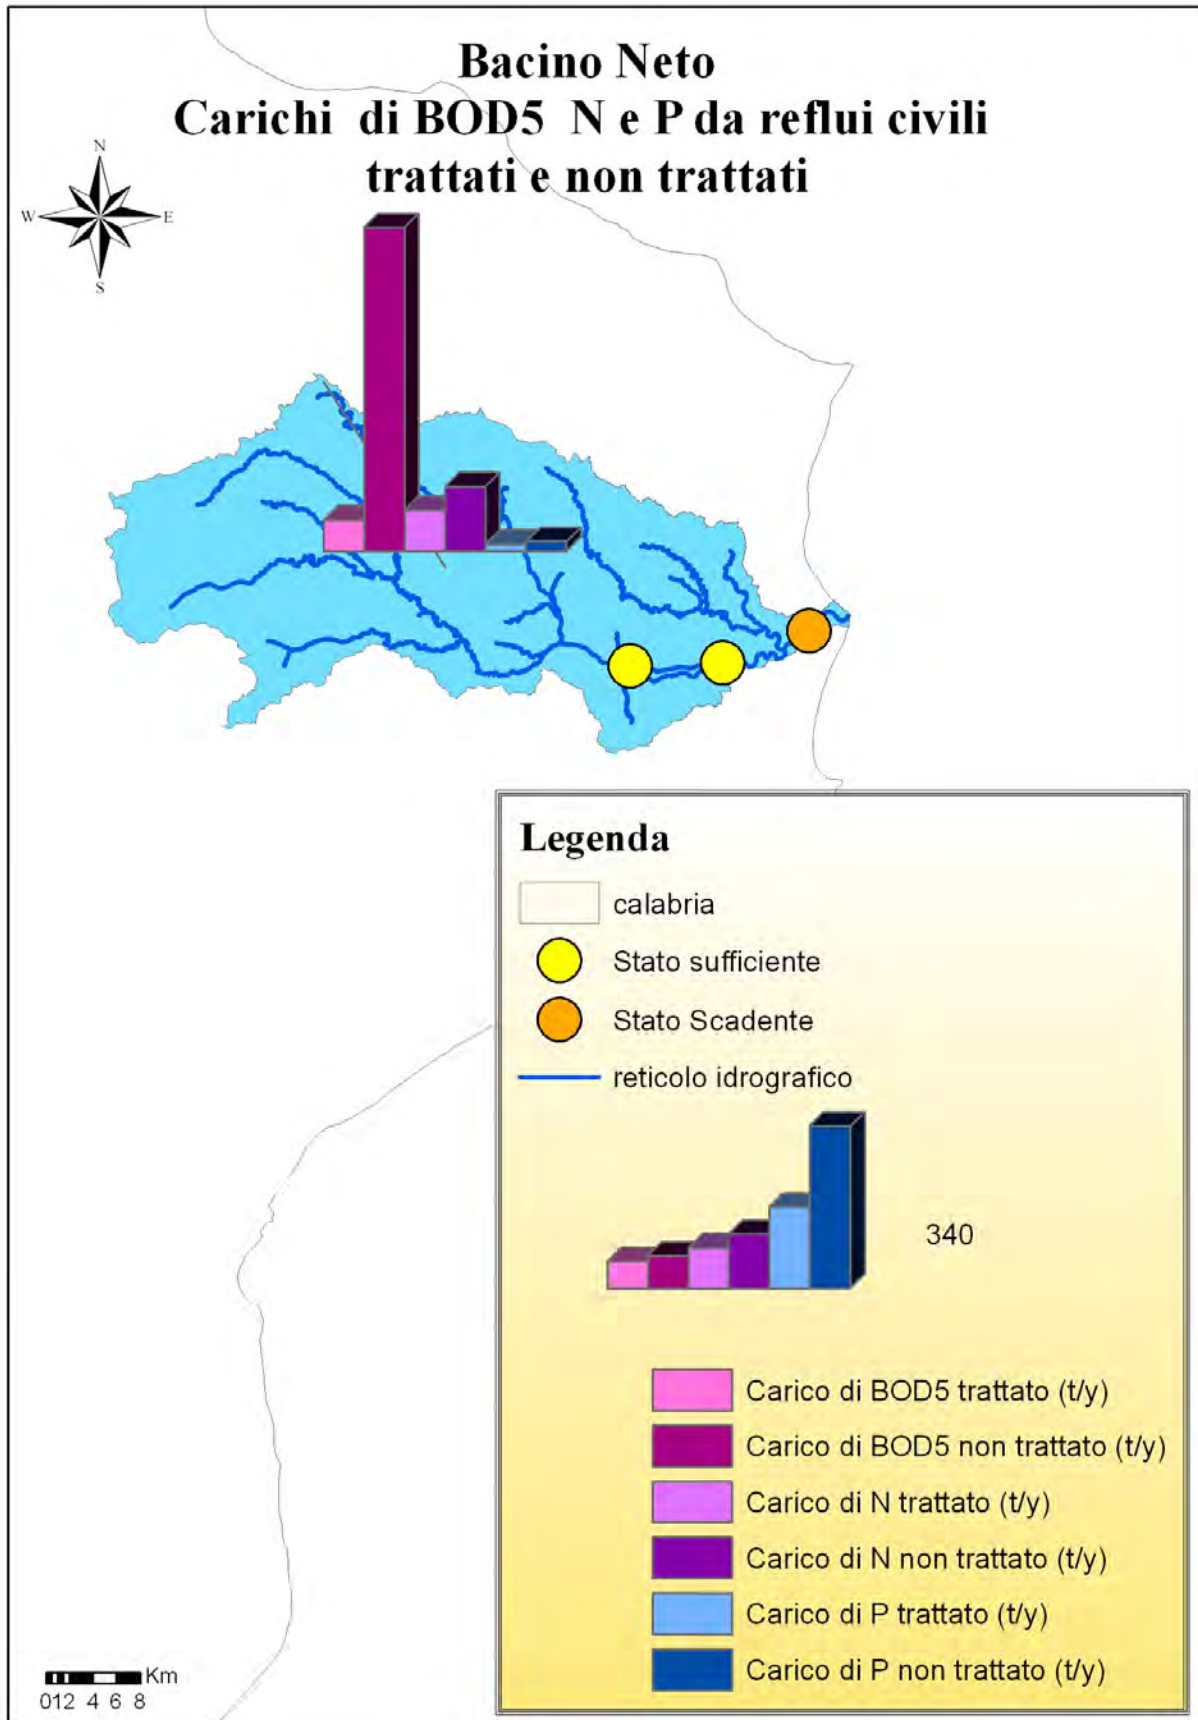 Bacino Neto
Carichi di BOD5 N e P da reflui civili
trattati e non trattati
N
W
E
S
Legenda
calabria
Stato sufficiente
Stato Scadente
reticolo idrografico
340
Carico di BOD5 trattato (t/y)
Carico di BOD5 non trattato (t/y)
Carico di N trattato (t/y)
Carico di N non trattato (t/y)
Carico di P trattato (t/y)
Carico di P non trattato (t/y)
Km
012 4 6 8